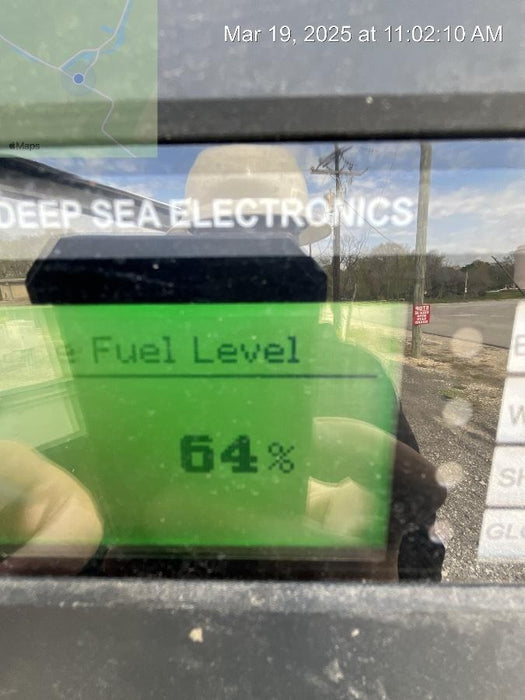 Mar 19, 2025 at 11:02:10 AM
Maps
DEEP SEA ELECTRONICS
e Fuel Level
64%